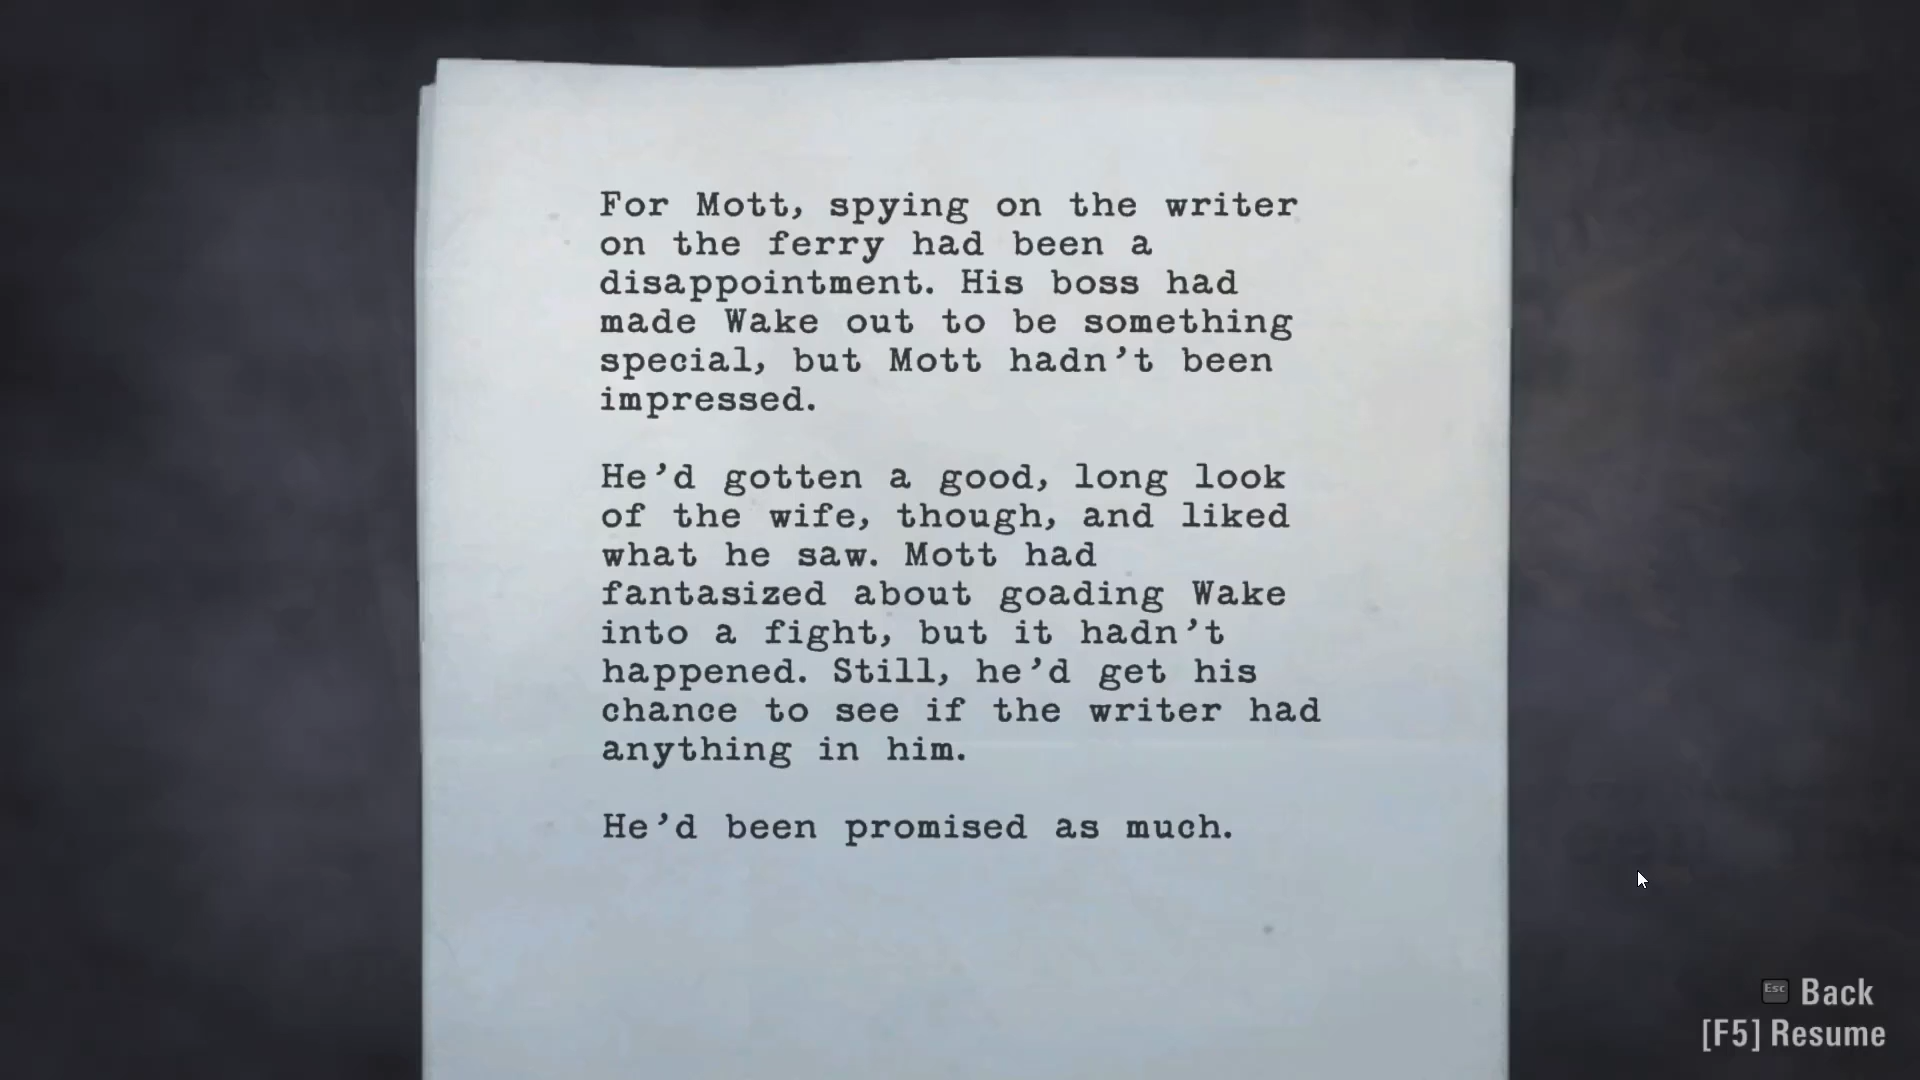 For Mott, spying on the writer
on the ferry had been a
disappointment. His boss had
made Wake out to be something
special, but Mott hadn’t been
impressed.
He’d gotten a good, long look
of the wife, though, and liked
what he saw. Mott had
fantasized about goading Wake
into a fight, but it hadn’t
happened. Still, he’d get his
chance to see if the writer had
anything in him.
He’d been promised as much.
Esc Back
[F5] Resume